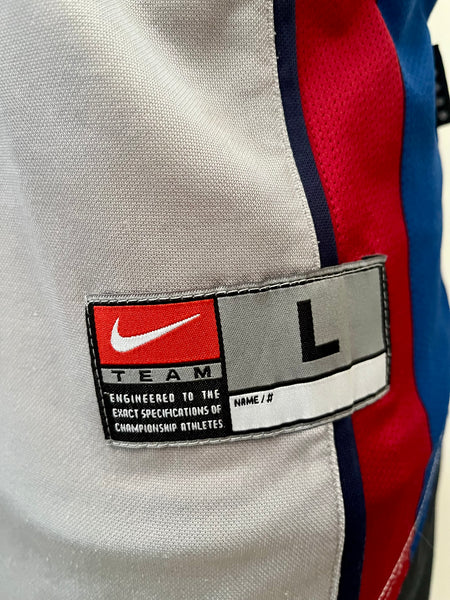 L
TEAM
ENGINEERED TO THE
EXACT SPECIFICATIONS OF
CHAMPIONSHIP ATHLETES
NAME / #